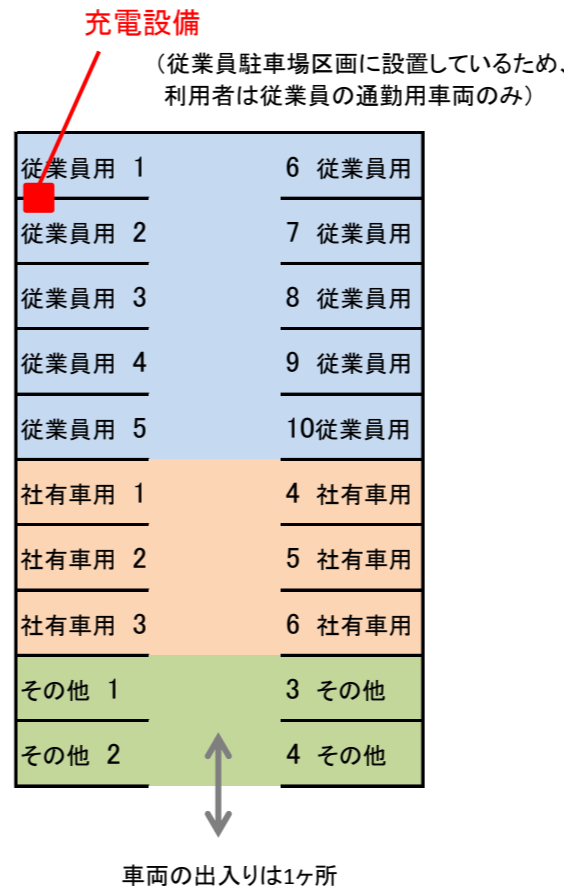 充電設備
（従業員駐車場区画に設置しているため、
利用者は従業員の通勤用車両のみ）
従業員用 1 6 従業員用
従業員用 2 7 従業員用
従業員用 3 8 従業員用
従業員用 4 9 従業員用
従業員用 5 10従業員用
社有車用 1 4 社有車用
社有車用 2 5 社有車用
社有車用 3 6 社有車用
その他 1 3 その他
その他 2 4 その他
車両の出入りは1ヶ所